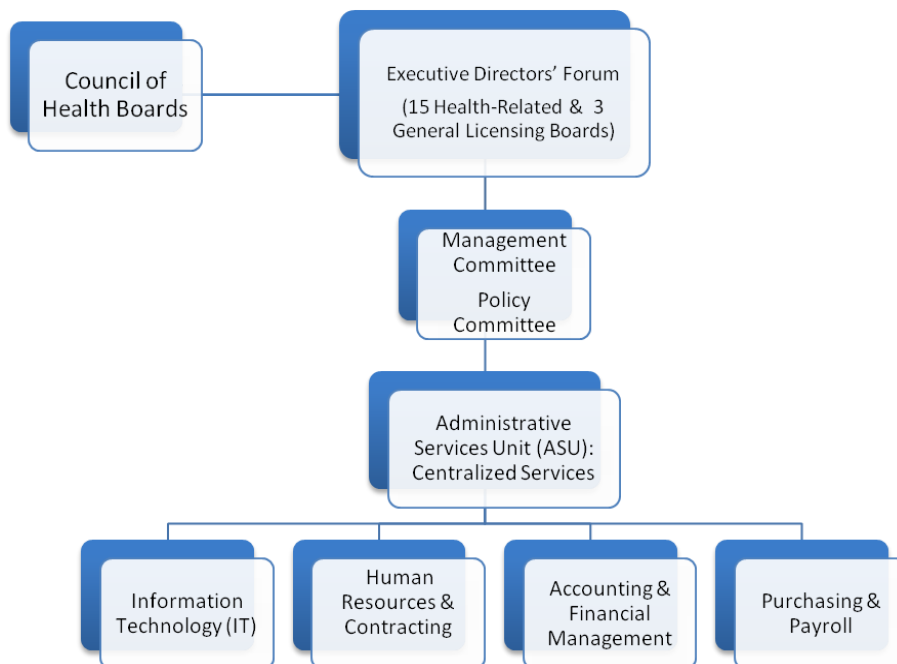 Council of
Health Boards
Executive Directors’ Forum
(15 Health-Related & 3
General Licensing Boards)
Management
Committee
Policy
Committee
Administrative
Services Unit (ASU):
Centralized Services
Information
Technology (IT)
Human
Resources &
Contracting
Accounting &
Financial
Management
Purchasing &
Payroll